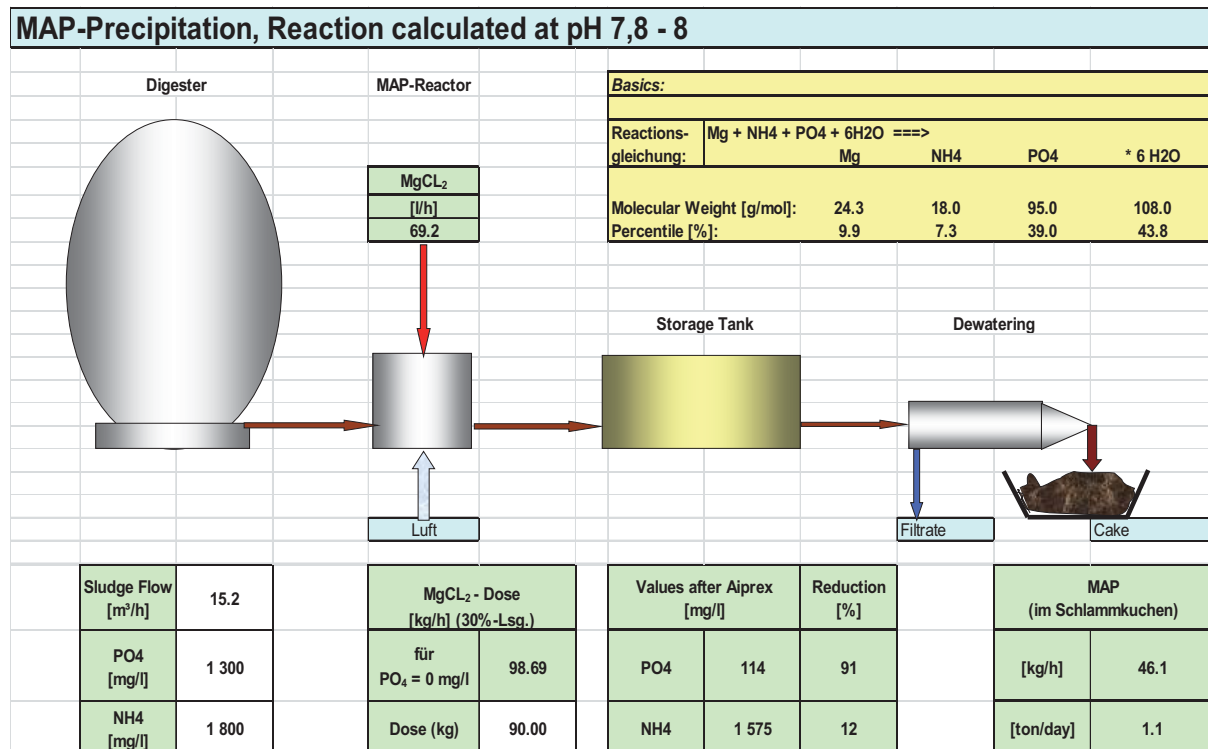 MAP-Precipitation, Reaction calculated at pH 7,8 - 8
Digester
MAP-Reactor
Basics:
Reactions- Mg + NH4 + PO4 + 6H2O ===>
gleichung: Mg NH4 PO4 * 6 H2O
MgCL₂
[l/h]
69.2
Molecular Weight [g/mol]: 24.3 18.0 95.0 108.0
Percentile [%]: 9.9 7.3 39.0 43.8
Storage Tank
Dewatering
Luft
Filtrate
Cake
Sludge Flow
[m³/h]
15.2
MgCL₂ - Dose
[kg/h] (30%-Lsg.)
Values after Aiprex
[mg/l]
Reduction
[%]
MAP
(im Schlammkuchen)
PO4
[mg/l]
1 300
für
PO₄ = 0 mg/l
98.69
PO4 114 91
[kg/h] 46.1
NH4
[mg/l]
1 800
Dose (kg) 90.00
NH4 1 575 12
[ton/day] 1.1